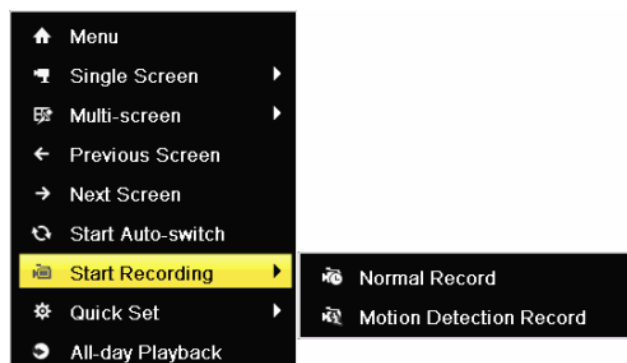 Menu
Single Screen
Multi-screen
Previous Screen
Next Screen
Start Auto-switch
Start Recording
Quick Set
All-day Playback
Normal Record
Motion Detection Record